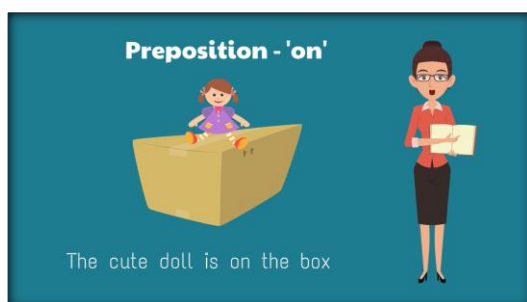 Preposition - 'on'
The cute doll is on the box